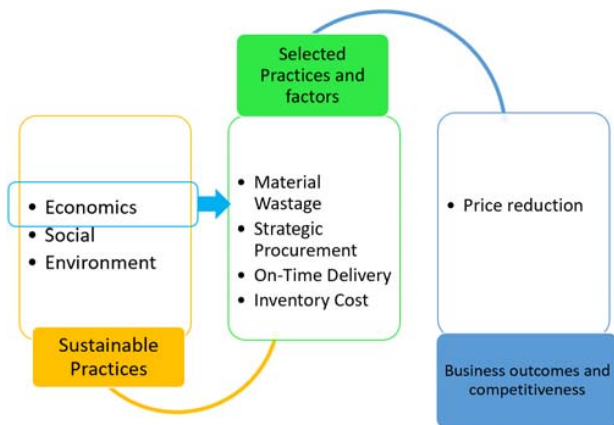 Selected
Practices and
factors
• Economics
• Social
• Environment
Sustainable
Practices
• Material
Wastage
• Strategic
Procurement
• On-Time Delivery
• Inventory Cost
• Price reduction
Business outcomes and
competitiveness